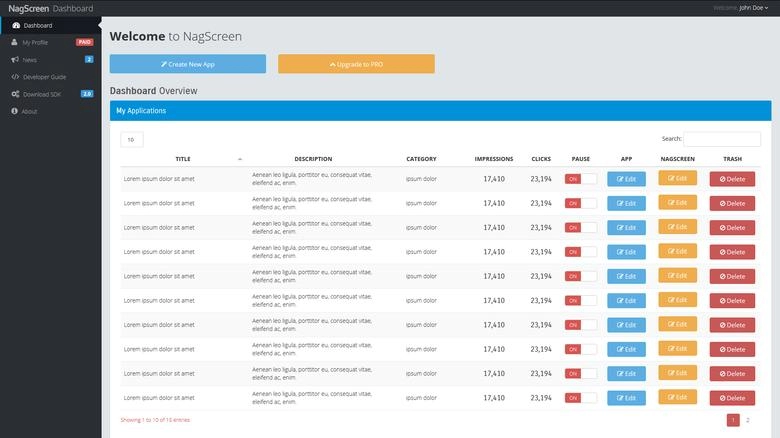 NagScreen Dashboard
Welcome, John Doe
Dashboard
My Profile PAID
News 2
Developer Guide
Download SDK 2.0
About
Welcome to NagScreen
Create New App Upgrade to PRO
Dashboard Overview
My Applications
10 Search:
TITLE DESCRIPTION CATEGORY IMPRESSIONS CLICKS PAUSE APP NAGSCREEN TRASH
Lorem ipsum dolor sit amet Aenean leo ligula, porttitor eu, consequat vitae, ipsum dolor 17,410 23,194 ON Edit Edit Delete
eleifend ac, enim.
Lorem ipsum dolor sit amet Aenean leo ligula, porttitor eu, consequat vitae, ipsum dolor 17,410 23,194 ON Edit Edit Delete
eleifend ac, enim.
Lorem ipsum dolor sit amet Aenean leo ligula, porttitor eu, consequat vitae, ipsum dolor 17,410 23,194 ON Edit Edit Delete
eleifend ac, enim.
Lorem ipsum dolor sit amet Aenean leo ligula, porttitor eu, consequat vitae, ipsum dolor 17,410 23,194 ON Edit Edit Delete
eleifend ac, enim.
Lorem ipsum dolor sit amet Aenean leo ligula, porttitor eu, consequat vitae, ipsum dolor 17,410 23,194 ON Edit Edit Delete
eleifend ac, enim.
Lorem ipsum dolor sit amet Aenean leo ligula, porttitor eu, consequat vitae, ipsum dolor 17,410 23,194 ON Edit Edit Delete
eleifend ac, enim.
Lorem ipsum dolor sit amet Aenean leo ligula, porttitor eu, consequat vitae, ipsum dolor 17,410 23,194 ON Edit Edit Delete
eleifend ac, enim.
Lorem ipsum dolor sit amet Aenean leo ligula, porttitor eu, consequat vitae, ipsum dolor 17,410 23,194 ON Edit Edit Delete
eleifend ac, enim.
Lorem ipsum dolor sit amet Aenean leo ligula, porttitor eu, consequat vitae, ipsum dolor 17,410 23,194 ON Edit Edit Delete
eleifend ac, enim.
Lorem ipsum dolor sit amet Aenean leo ligula, porttitor eu, consequat vitae, ipsum dolor 17,410 23,194 ON Edit Edit Delete
eleifend ac, enim.
Showing 1 to 10 of 16 entries 1 2